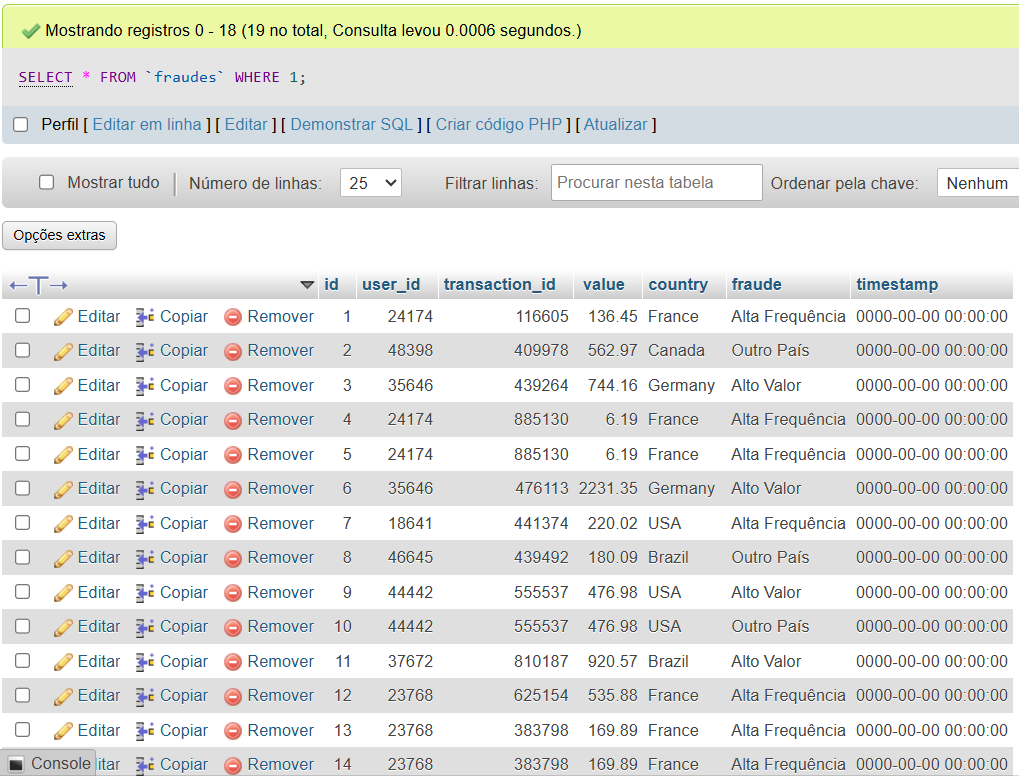 Mostrando registros 0 - 18 (19 no total, Consulta levou 0.0006 segundos.)
SELECT * FROM `fraudes` WHERE 1;
Perfil [ Editar em linha ] [ Editar ] [ Demonstrar SQL ] [ Criar código PHP ] [ Atualizar ]
Mostrar tudo Número de linhas: 25 Filtrar linhas: Procurar nesta tabela Ordenar pela chave: Nenhum
Opções extras
←T→ id user_id transaction_id value country fraude timestamp
Editar Copiar Remover 1 24174 116605 136.45 France Alta Frequência 0000-00-00 00:00:00
Editar Copiar Remover 2 48398 409978 562.97 Canada Outro País 0000-00-00 00:00:00
Editar Copiar Remover 3 35646 439264 744.16 Germany Alto Valor 0000-00-00 00:00:00
Editar Copiar Remover 4 24174 885130 6.19 France Alta Frequência 0000-00-00 00:00:00
Editar Copiar Remover 5 24174 885130 6.19 France Alta Frequência 0000-00-00 00:00:00
Editar Copiar Remover 6 35646 476113 2231.35 Germany Alto Valor 0000-00-00 00:00:00
Editar Copiar Remover 7 18641 441374 220.02 USA Alta Frequência 0000-00-00 00:00:00
Editar Copiar Remover 8 46645 439492 180.09 Brazil Outro País 0000-00-00 00:00:00
Editar Copiar Remover 9 44442 555537 476.98 USA Alto Valor 0000-00-00 00:00:00
Editar Copiar Remover 10 44442 555537 476.98 USA Outro País 0000-00-00 00:00:00
Editar Copiar Remover 11 37672 810187 920.57 Brazil Alto Valor 0000-00-00 00:00:00
Editar Copiar Remover 12 23768 625154 535.88 France Alta Frequência 0000-00-00 00:00:00
Editar Copiar Remover 13 23768 383798 169.89 France Alta Frequência 0000-00-00 00:00:00
Console itar Copiar Remover 14 23768 383798 169.89 France Alta Frequência 0000-00-00 00:00:00